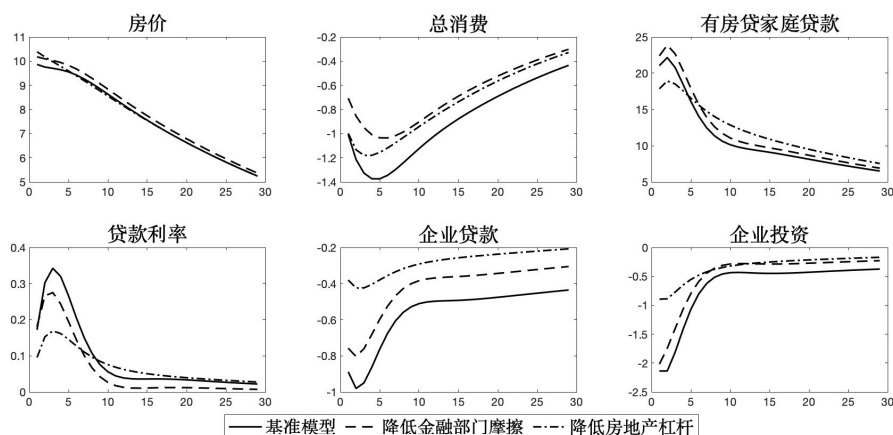 房价 总消费 有房贷家庭贷款
11 -0.2 25
10 -0.4
9 -0.6 20
8 -0.8 15
7 -1
6 -1.2 10
5 -1.4 5
0 5 10 15 20 25 30 0 5 10 15 20 25 30 0 5 10 15 20 25 30
贷款利率 企业贷款 企业投资
0.4 -0.2 0
0.3 -0.4 -0.5
0.2 -0.6 -1
-1.5
0.1 -0.8 -2
0 -1 -2.5
0 5 10 15 20 25 30 0 5 10 15 20 25 30 0 5 10 15 20 25 30
基准模型 降低金融部门摩擦 降低房地产杠杆